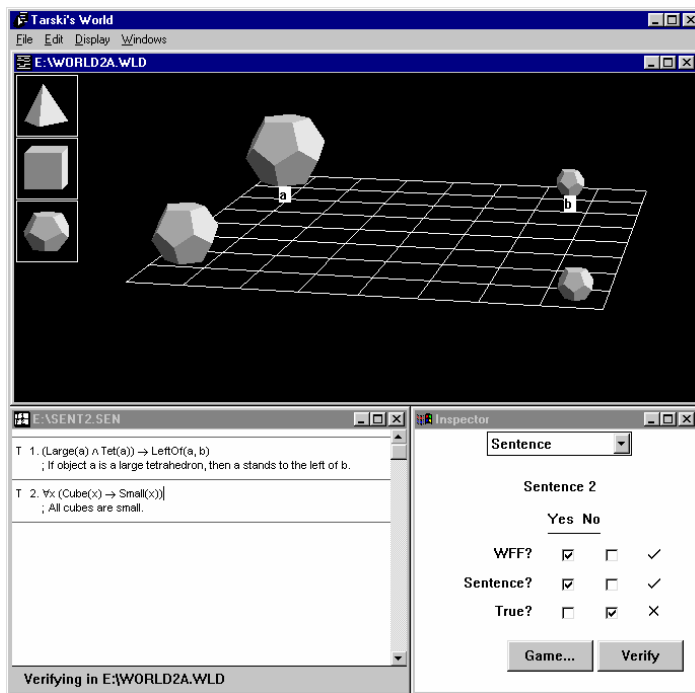 Tarski's World
File Edit Display Windows
E:\WORLD2A.WLD
a
b
E:\SENT2.SEN
T 1. (Large(a) ∧ Tet(a)) → LeftOf(a, b)
; If object a is a large tetrahedron, then a stands to the left of b.
T 2. ∀x (Cube(x) → Small(x))
; All cubes are small.
Verifying in E:\WORLD2A.WLD
Inspector
Sentence
Sentence 2
Yes No
WFF?
Sentence?
True?
Game... Verify